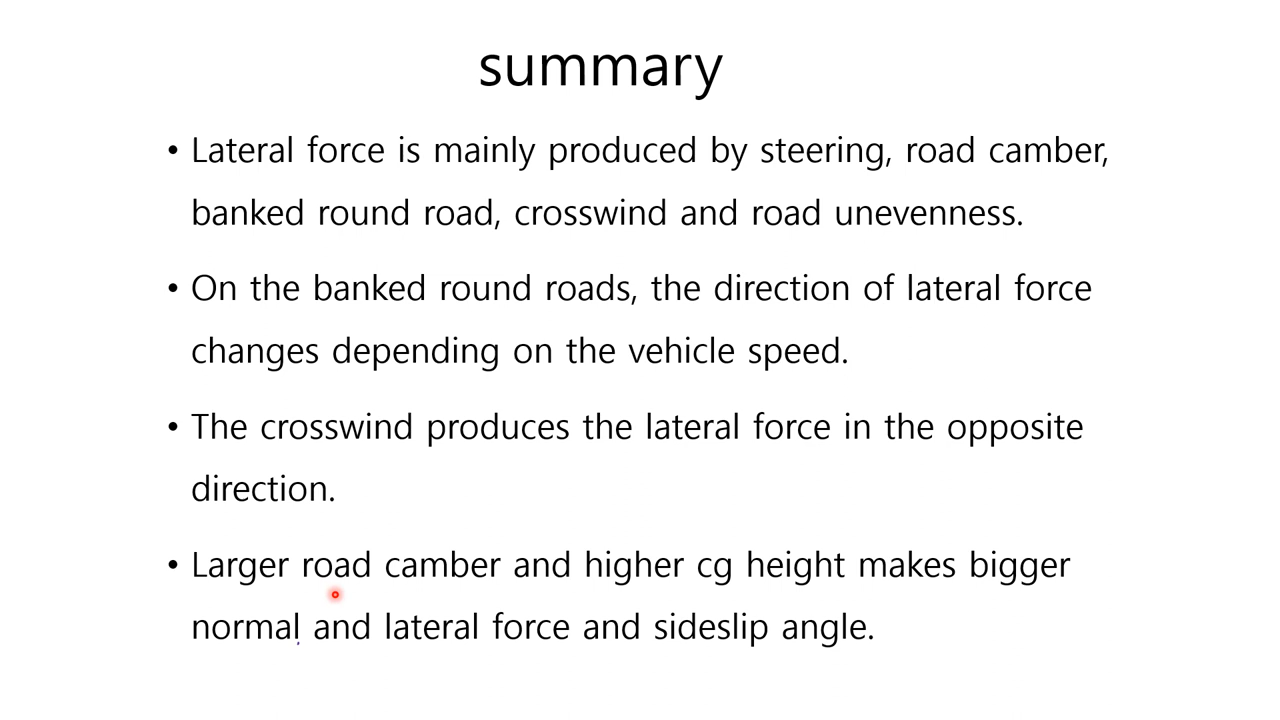 summary
• Lateral force is mainly produced by steering, road camber,
banked round road, crosswind and road unevenness.
• On the banked round roads, the direction of lateral force
changes depending on the vehicle speed.
• The crosswind produces the lateral force in the opposite
direction.
• Larger road camber and higher cg height makes bigger
normal and lateral force and sideslip angle.